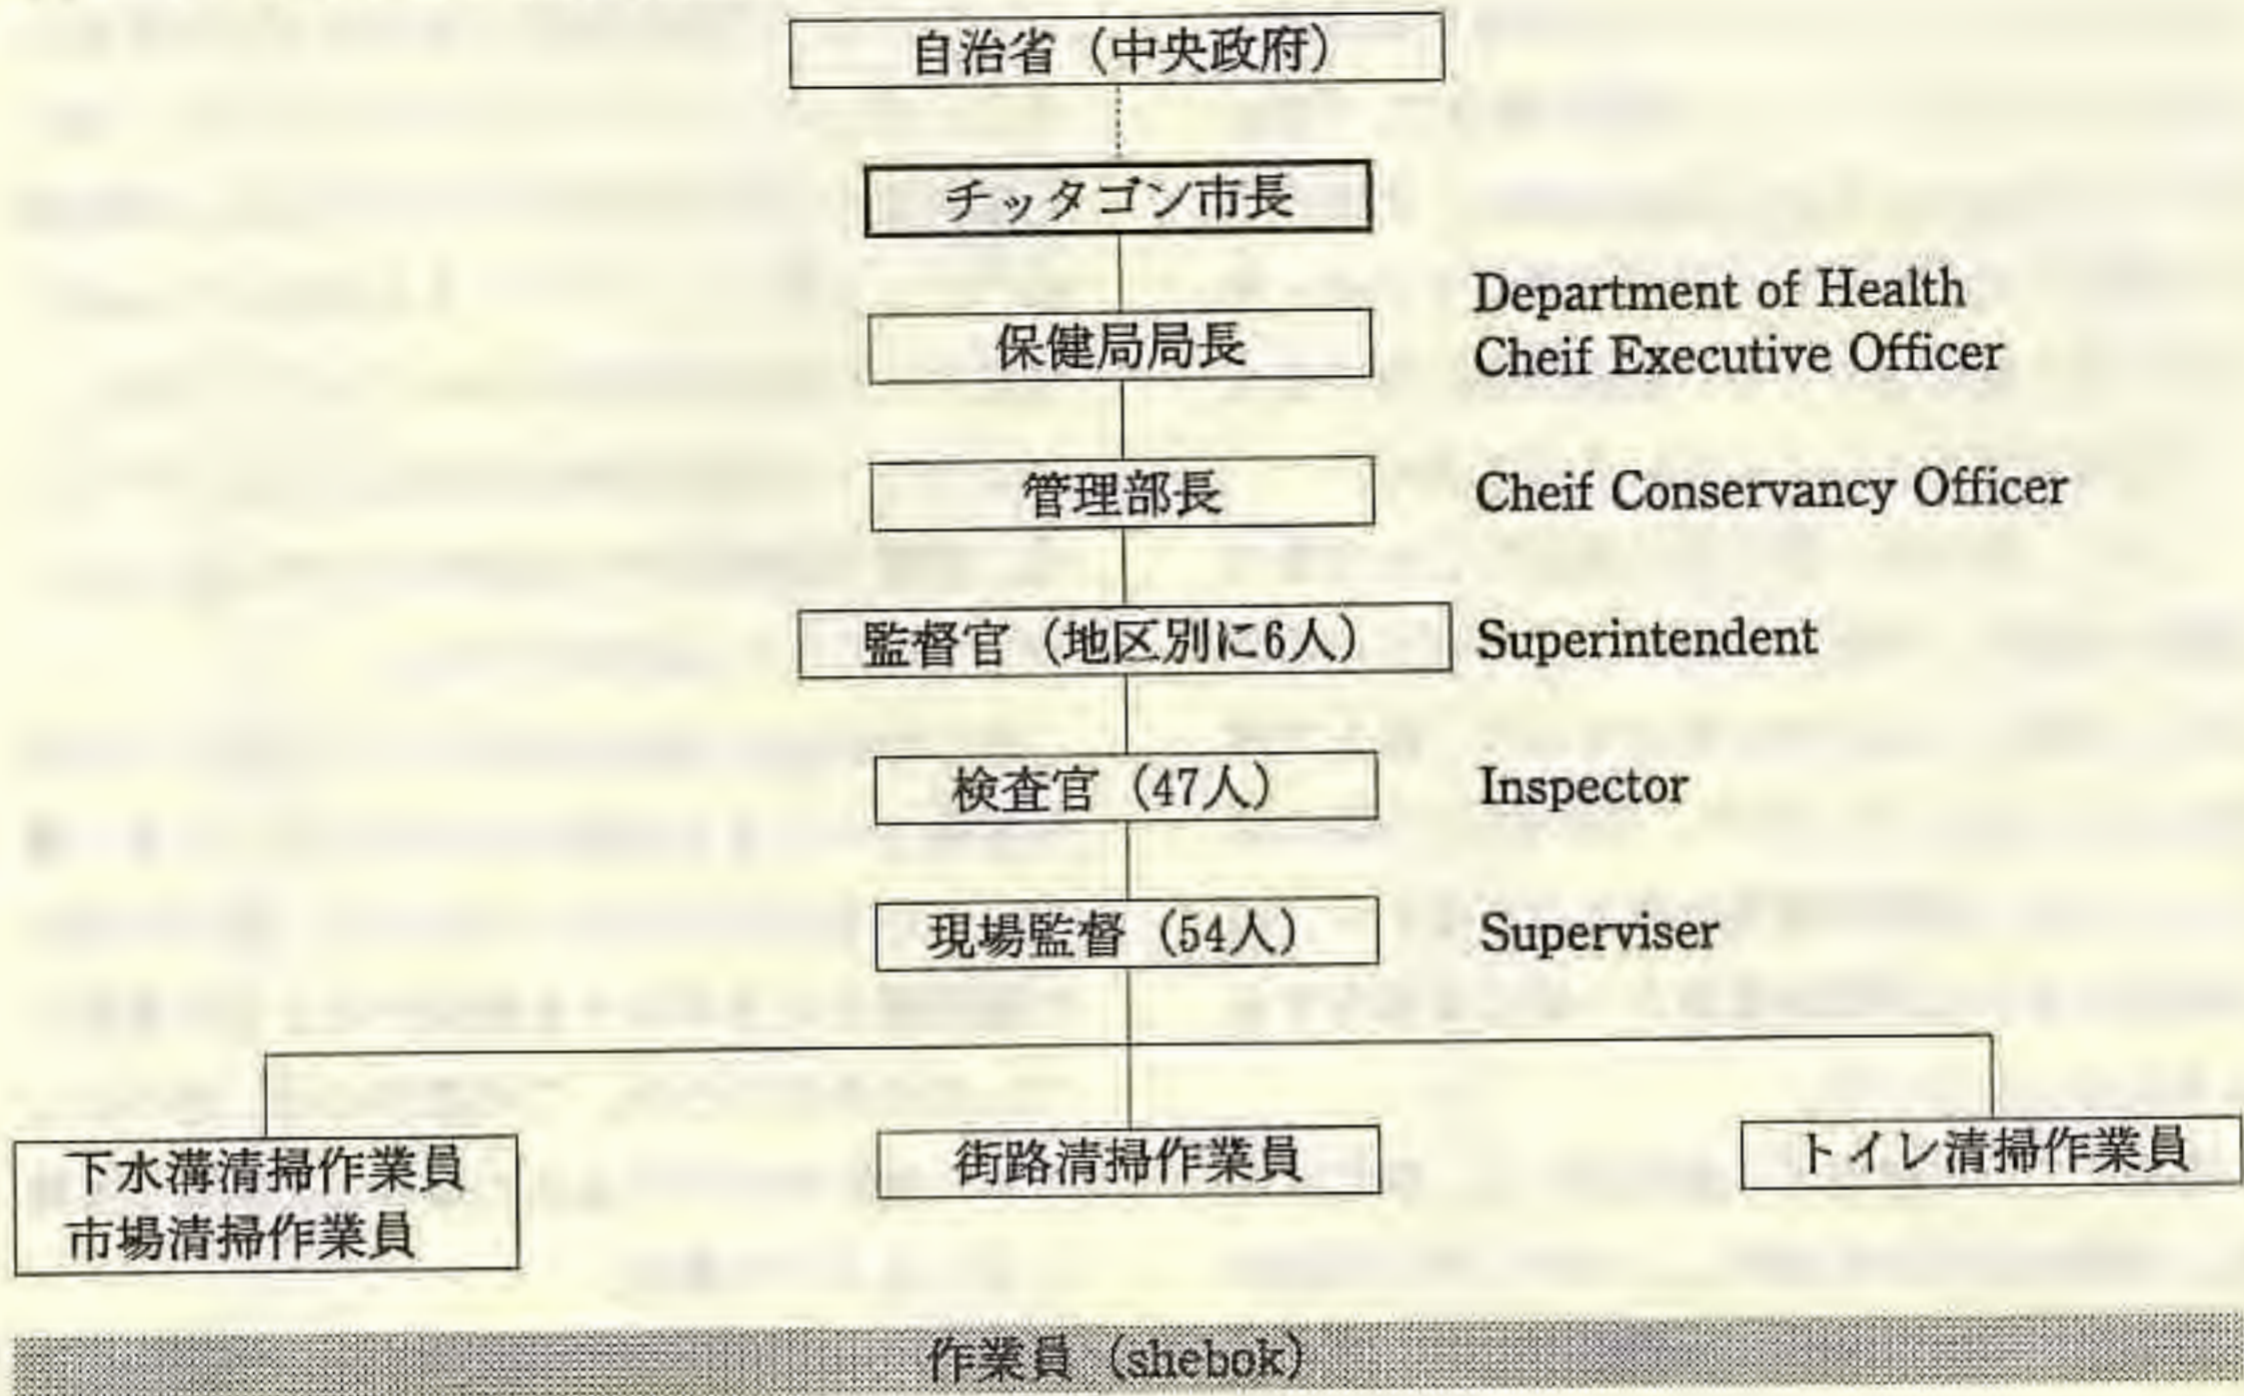 自治省（中央政府）
チッタゴン市長
保健局局長
Department of Health
Cheif Executive Officer
管理部長
Cheif Conservancy Officer
監督官（地区別に6人）
Superintendent
検査官（47人）
Inspector
現場監督（54人）
Superviser
下水溝清掃作業員
市場清掃作業員
街路清掃作業員
トイレ清掃作業員
作業員（shebok）